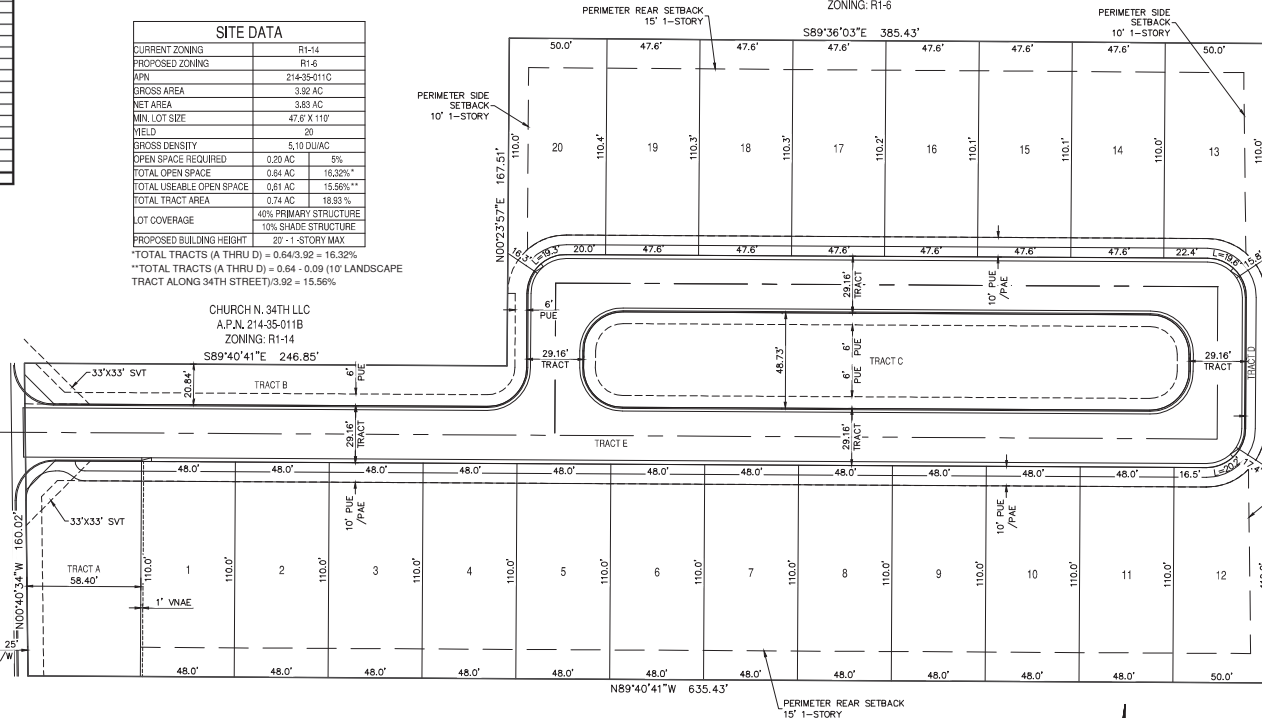 ZONING: R1-6
PERIMETER REAR SETBACK
15' 1-STORY
PERIMETER SIDE
SETBACK
10' 1-STORY
S89°36'03"E 385.43'
SITE DATA
CURRENT ZONING R1-14
PROPOSED ZONING R1-6
APN 214-35-011C
GROSS AREA 3.92 AC
NET AREA 3.83 AC
MIN. LOT SIZE 47.6' X 110'
YIELD 20
GROSS DENSITY 5.10 DU/AC
OPEN SPACE REQUIRED 0.20 AC 5%
TOTAL OPEN SPACE 0.64 AC 16.32%*
TOTAL USEABLE OPEN SPACE 0.61 AC 15.56%**
TOTAL TRACT AREA 0.74 AC 18.93 %
LOT COVERAGE 40% PRIMARY STRUCTURE
10% SHADE STRUCTURE
PROPOSED BUILDING HEIGHT 20' - 1 -STORY MAX
*TOTAL TRACTS (A THRU D) = 0.64/3.92 = 16.32%
**TOTAL TRACTS (A THRU D) = 0.64 - 0.09 (10' LANDSCAPE
TRACT ALONG 34TH STREET)/3.92 = 15.56%
50.0' 47.6' 47.6' 47.6' 47.6' 47.6' 47.6' 50.0'
PERIMETER SIDE
SETBACK
10' 1-STORY
N00°23'57"E 167.51'
110.0' 20 110.4' 19 110.3' 18 110.3' 17 110.2' 16 110.1' 15 110.1' 14 110.0' 13 110.0'
16.3' L=19.3' 20.0' 47.6' 47.6' 47.6' 47.6' 47.6' 47.6' 22.4' L=19.6' 15.8'
CHURCH N. 34TH LLC
A.P.N. 214-35-011B
ZONING: R1-14
S89°40'41"E 246.85'
6'
PUE
29.16'
TRACT
10' PUE
/PAE
29.16'
TRACT
48.73'
6'
PUE
6'
PUE
TRACT C
29.16'
TRACT
TRACT D
33'X33' SVT
20.84'
TRACT B
6'
PUE
29.16'
TRACT
TRACT E
29.16'
TRACT
48.0' 48.0' 48.0' 48.0' 48.0' 48.0' 48.0' 48.0' 48.0' 48.0' 48.0' 16.5' L=20.2' 17.4'
10' PUE
/PAE
10' PUE
/PAE
33'X33' SVT
N00°40'34"W 160.02'
TRACT A
58.40'
110.0' 1 110.0' 2 110.0' 3 110.0' 4 110.0' 5 110.0' 6 110.0' 7 110.0' 8 110.0' 9 110.0' 10 110.0' 11 110.0' 12 110.0'
1' VNAE
25'
/W
48.0' 48.0' 48.0' 48.0' 48.0' 48.0' 48.0' 48.0' 48.0' 48.0' 48.0' 50.0'
N89°40'41"W 635.43'
PERIMETER REAR SETBACK
15' 1-STORY